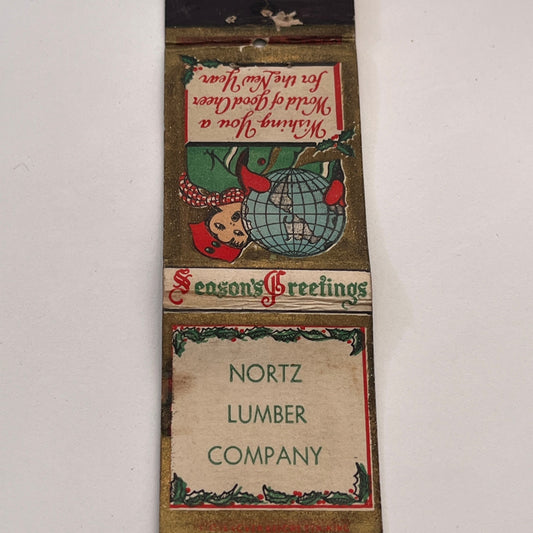 Wishing You a
World of Good Cheer
for the New Year
Season's Greetings
NORTZ
LUMBER
COMPANY